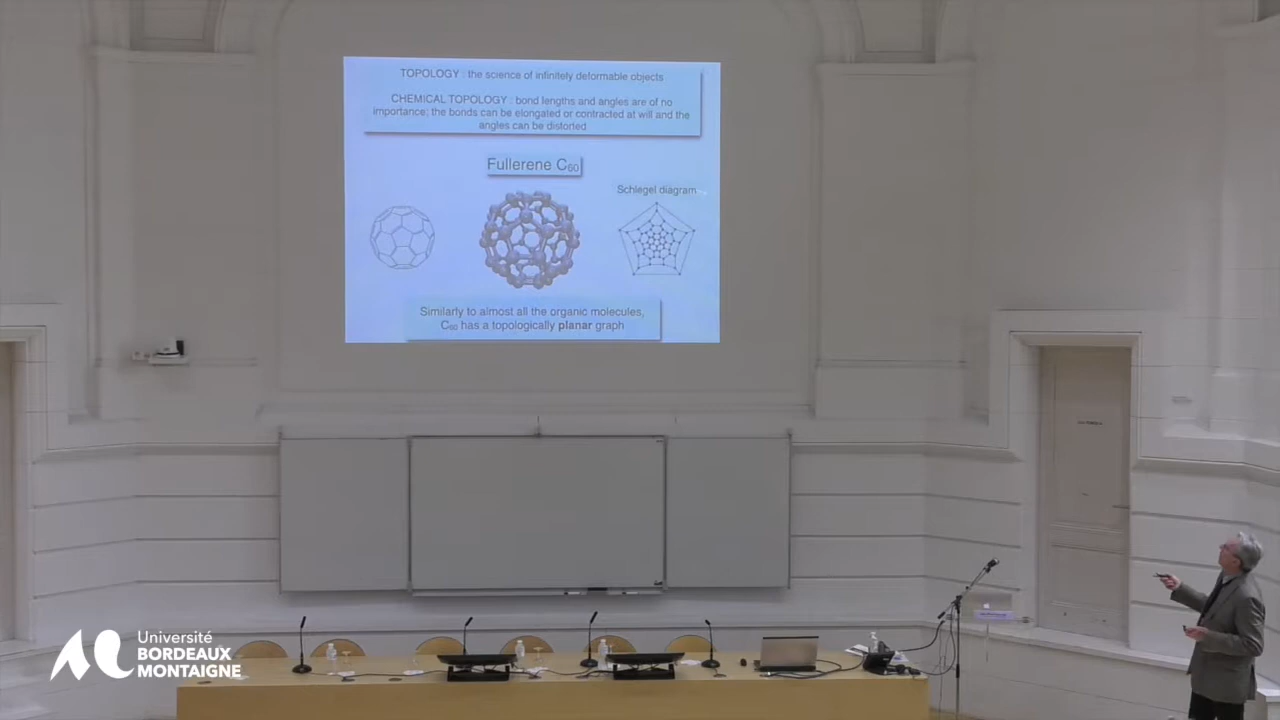 TOPOLOGY : the science of infinitely deformable objects
CHEMICAL TOPOLOGY : bond lengths and angles are of no
importance; the bonds can be elongated or contracted at will and the
angles can be distorted
Fullerene C₆₀
Schlegel diagram
Similarly to almost all the organic molecules,
C₆₀ has a topologically planar graph
Université
BORDEAUX
MONTAIGNE